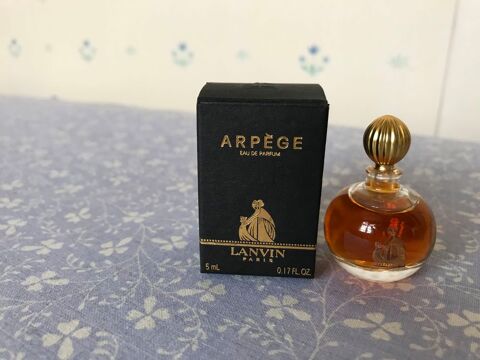 ARPÈGE
EAU DE PARFUM
LANVIN
PARIS
5 mL 0.17 FL. OZ.